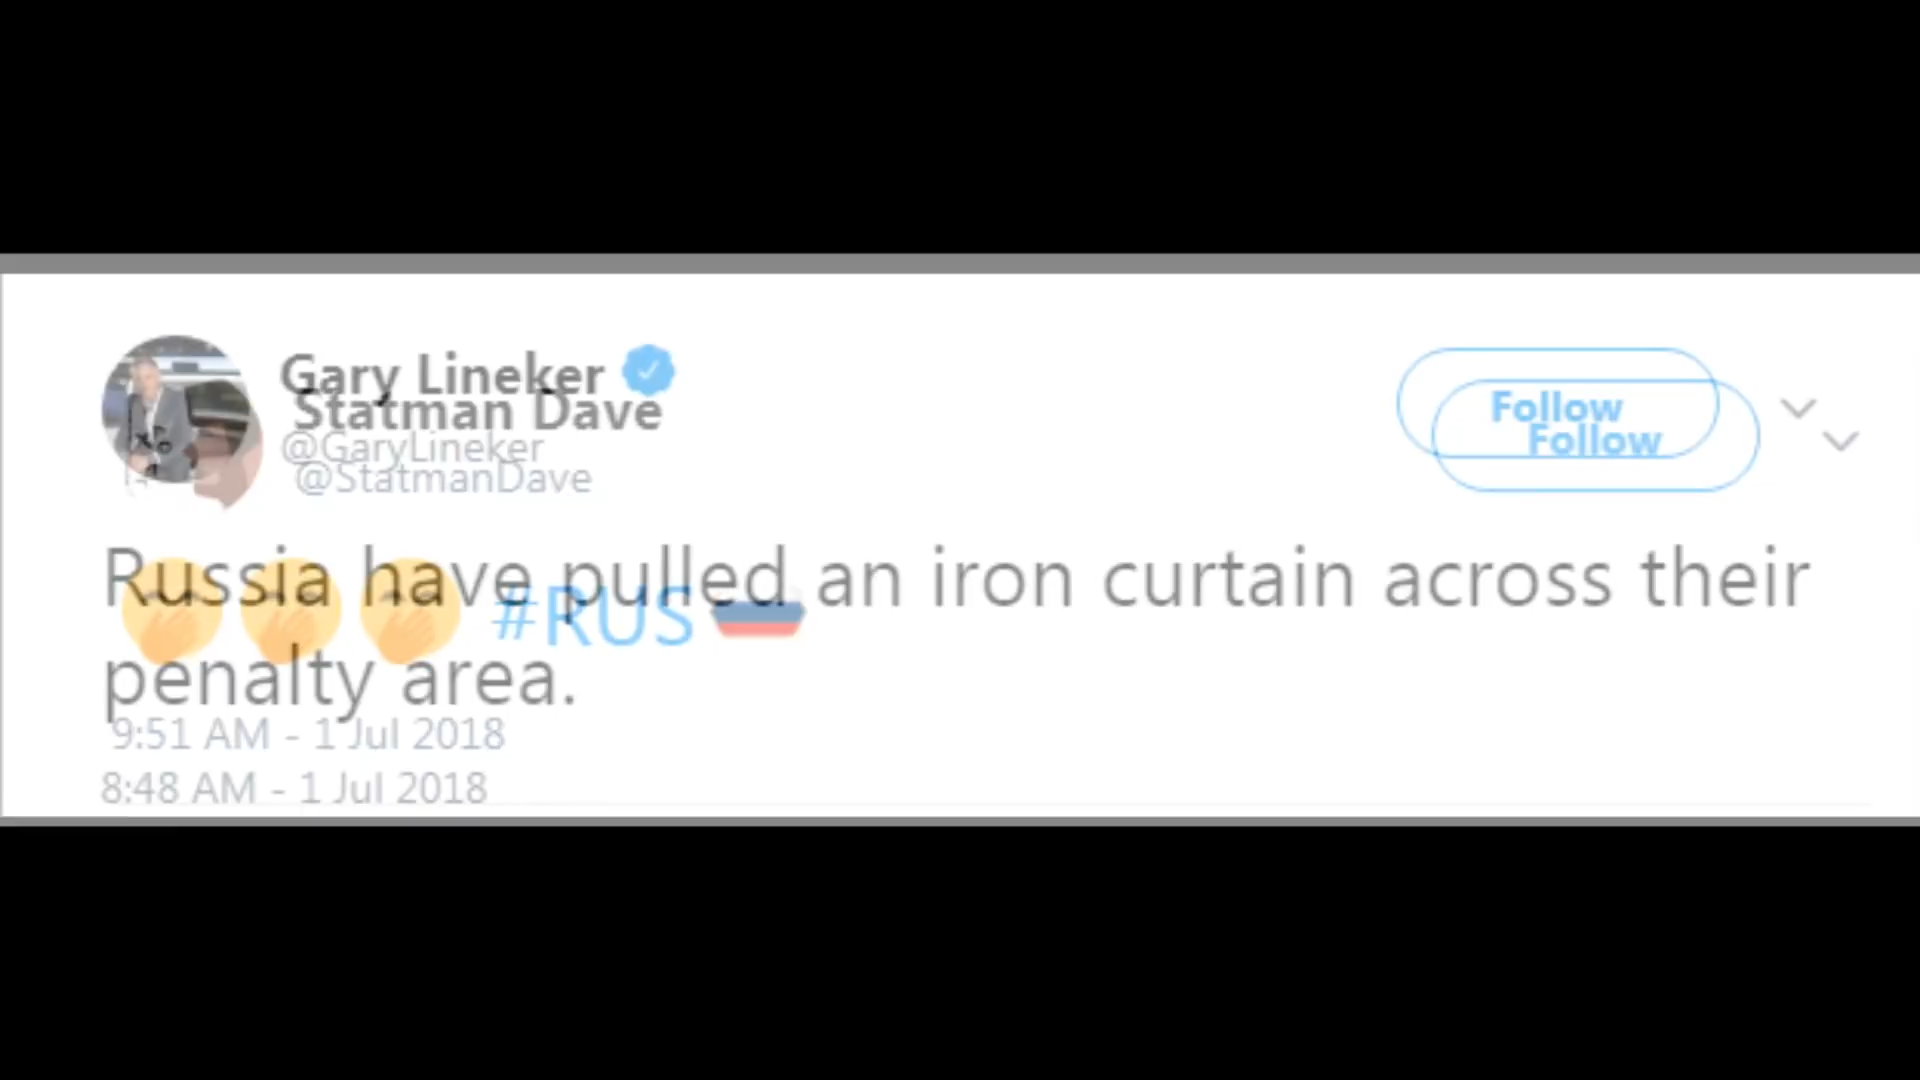 Gary Lineker
Statman Dave
@GaryLineker
@StatmanDave
Follow
Follow
Russia have pulled an iron curtain across their
#RUS
penalty area.
9:51 AM - 1 Jul 2018
8:48 AM - 1 Jul 2018